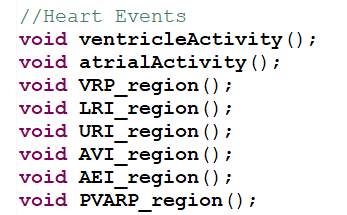 //Heart Events
void ventricleActivity();
void atrialActivity();
void VRP_region();
void LRI_region();
void URI_region();
void AVI_region();
void AEI_region();
void PVARP_region();